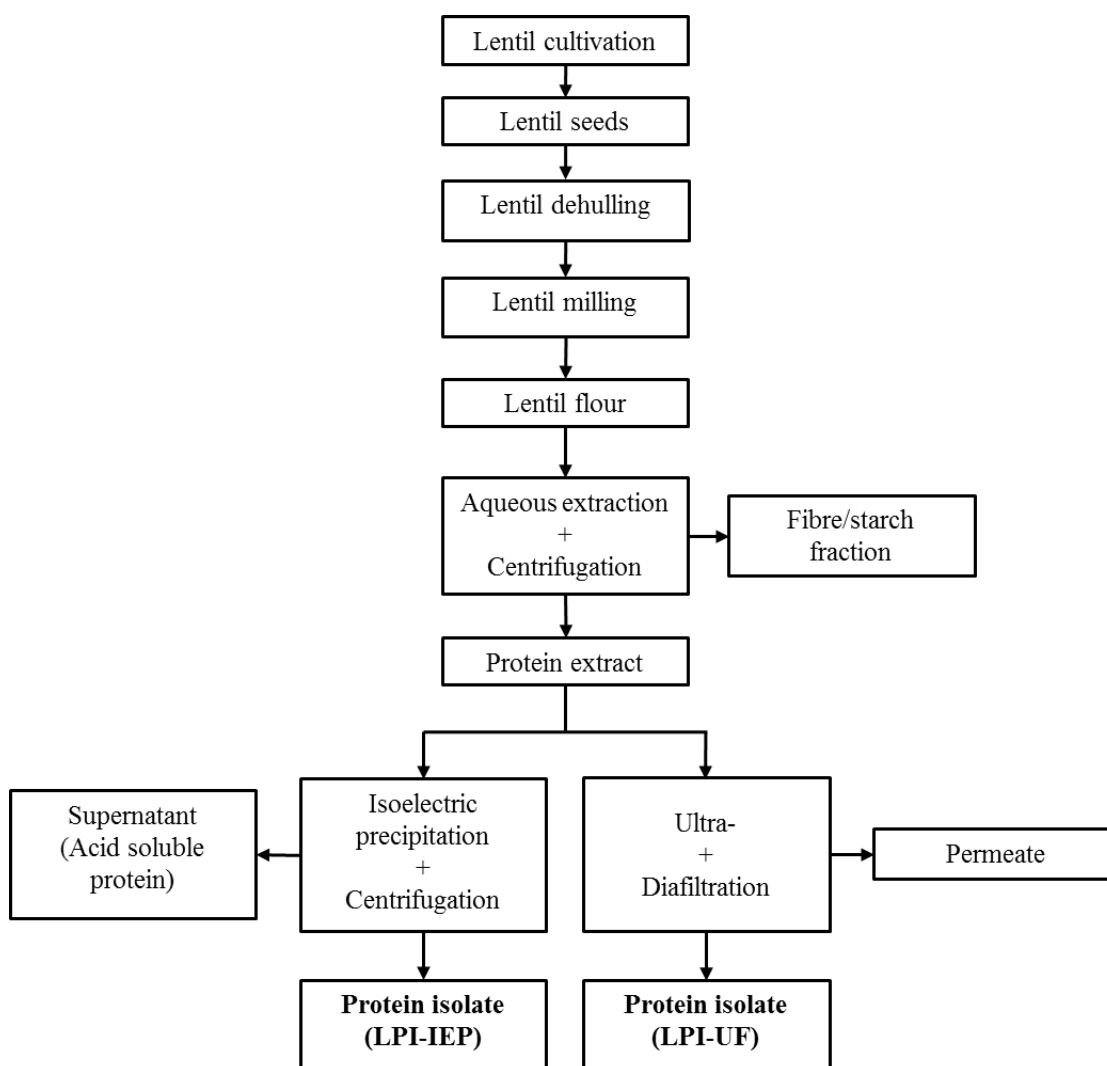 Lentil cultivation
Lentil seeds
Lentil dehulling
Lentil milling
Lentil flour
Aqueous extraction
+
Centrifugation
Fibre/starch
fraction
Protein extract
Supernatant
(Acid soluble
protein)
Isoelectric
precipitation
+
Centrifugation
Ultra-
+
Diafiltration
Permeate
Protein isolate
(LPI-IEP)
Protein isolate
(LPI-UF)